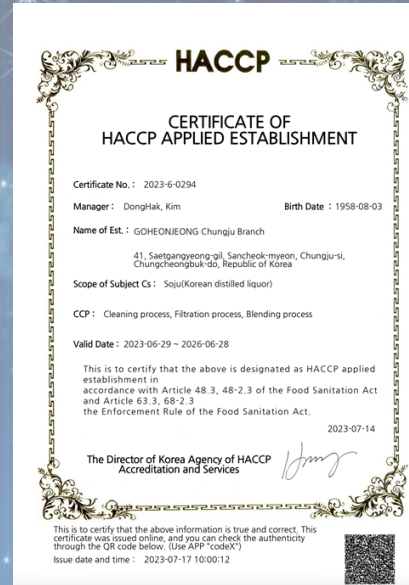 HACCP
CERTIFICATE OF
HACCP APPLIED ESTABLISHMENT
Certificate No. : 2023-6-0294
Manager : DongHak, Kim Birth Date : 1958-08-03
Name of Est. : GOHEONJEONG Chungju Branch
41, Saetgangyeong-gil, Sancheok-myeon, Chungju-si,
Chungcheongbuk-do, Republic of Korea
Scope of Subject Cs : Soju(Korean distilled liquor)
CCP : Cleaning process, Filtration process, Blending process
Valid Date : 2023-06-29 ~ 2026-06-28
This is to certify that the above is designated as HACCP applied
establishment in
accordance with Article 48.3, 48-2.3 of the Food Sanitation Act
and Article 63.3, 68-2.3
the Enforcement Rule of the Food Sanitation Act.
2023-07-14
The Director of Korea Agency of HACCP
Accreditation and Services
This is to certify that the above information is true and correct. This
certificate was issued online, and you can check the authenticity
through the QR code below. (Use APP "codeX")
Issue date and time : 2023-07-17 10:00:12